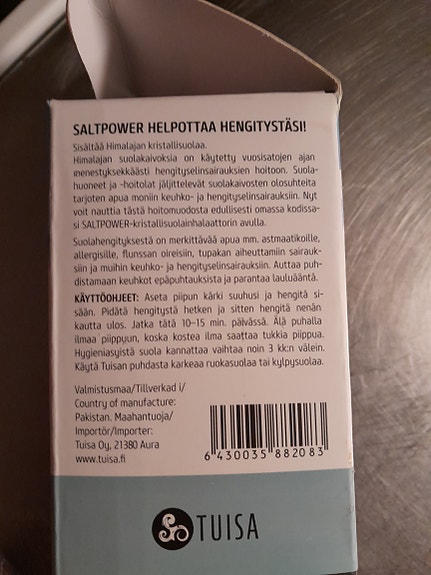 SALTPOWER HELPOTTAA HENGITYSTÄSI!
Sisältää Himalajan kristallisuolaa.
Himalajan suolakaivoksia on käytetty vuosisatojen ajan
menestyksekkäästi hengityselinsairauksien hoitoon. Suola-
huoneet ja -hoitolat jäljittelevät suolakaivosten olosuhteita
tarjoten apua moniin keuhko- ja hengityselinsairauksiin. Nyt
voit nauttia tästä hoitomuodosta edullisesti omassa kodissa-
si SALTPOWER-kristallisuolainhalaattorin avulla.
Suolahengityksestä on merkittävää apua mm. astmaatikoille,
allergisille, flunssan oireisiin, tupakan aiheuttamiin sairauk-
siin ja muihin keuhko- ja hengityselinsairauksiin. Auttaa puh-
distamaan keuhkot epäpuhtauksista ja parantaa lauluääntä.
KÄYTTÖOHJEET: Aseta piipun kärki suuhusi ja hengitä si-
sään. Pidätä hengitystä hetken ja sitten hengitä nenän
kautta ulos. Jatka tätä 10-15 min. päivässä. Älä puhalla
ilmaa piippuun, koska kostea ilma saattaa tukkia piippua.
Hygieniasyistä suola kannattaa vaihtaa noin 3 kk:n välein.
Käytä Tuisan puhdasta karkeaa ruokasuolaa tai kylpysuolaa.
Valmistusmaa/Tillverkad i/
Country of manufacture:
Pakistan. Maahantuoja/
Importör/Importer:
Tuisa Oy, 21380 Aura
www.tuisa.fi
6 430035 882083
TUISA